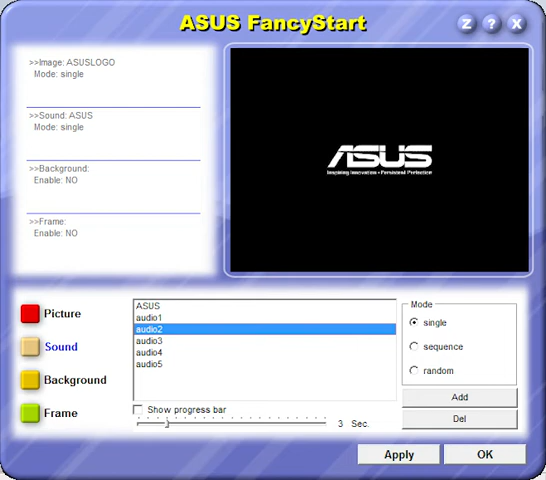 ASUS FancyStart
Z ? X
>>Image: ASUSLOGO
Mode: single
>>Sound: ASUS
Mode: single
>>Background:
Enable: NO
>>Frame:
Enable: NO
ASUS
Inspiring Innovation • Persistent Perfection
Picture
Sound
Background
Frame
ASUS
audio1
audio2
audio3
audio4
audio5
Show progress bar
3 Sec.
Mode
single
sequence
random
Add
Del
Apply
OK